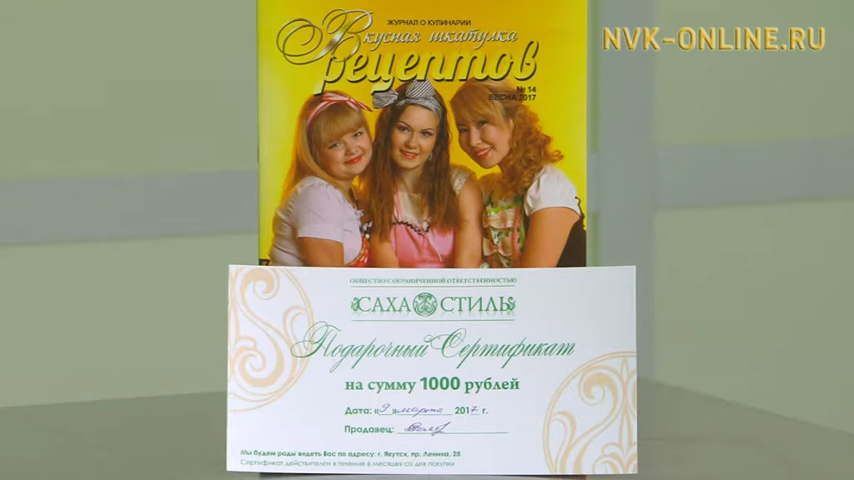 ЖУРНАЛ О КУЛИНАРИИ
NVK-ONLINE.RU
Вкусная шкатулка
рецептов
№ 14
ВЕСНА 2017
ОБЩЕСТВО С ОГРАНИЧЕННОЙ ОТВЕТСТВЕННОСТЬЮ
САХА СТИЛЬ
Подарочный Сертификат
на сумму 1000 рублей
Дата: «9» марта 2017 г.
Продавец:
Мы будем рады видеть Вас по адресу: г. Якутск, пр. Ленина, 25
Сертификат действителен в течение 6 месяцев со дня покупки